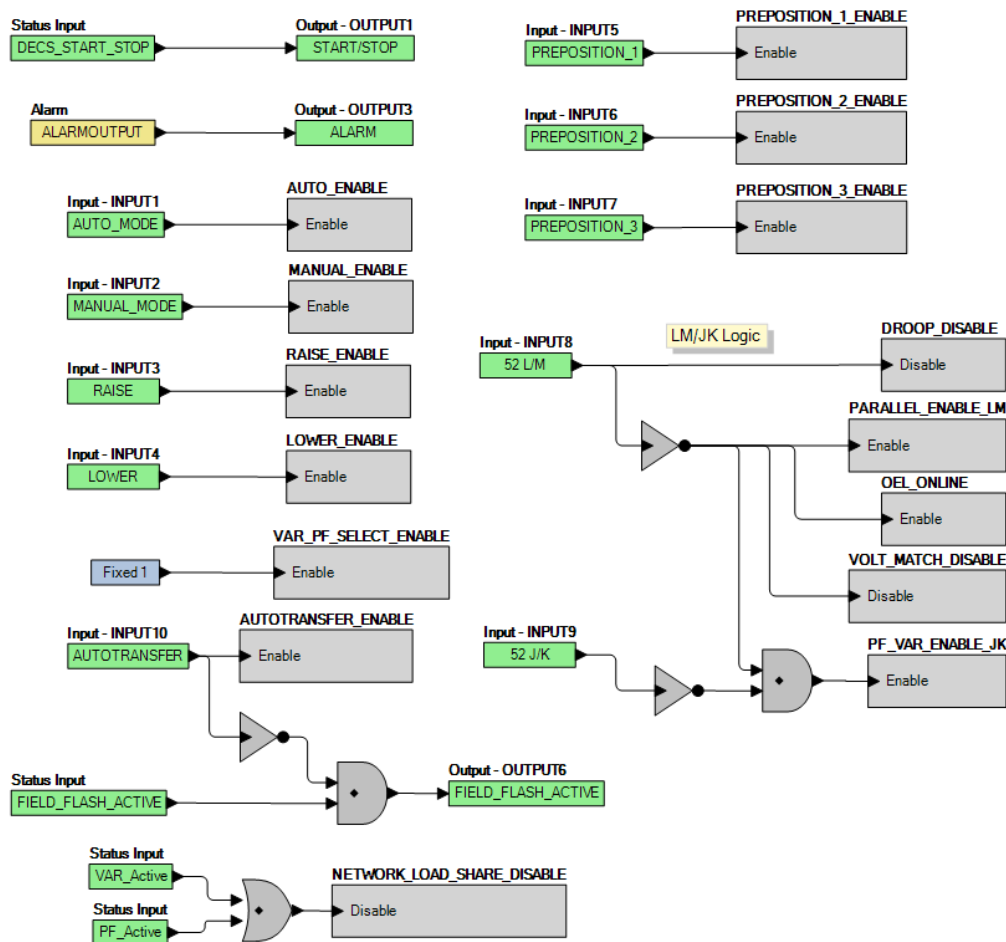 Status Input
DECS_START_STOP
Output - OUTPUT1
START/STOP
Alarm
ALARMOUTPUT
Output - OUTPUT3
ALARM
Input - INPUT1
AUTO_MODE
AUTO_ENABLE
Enable
Input - INPUT2
MANUAL_MODE
MANUAL_ENABLE
Enable
Input - INPUT3
RAISE
RAISE_ENABLE
Enable
Input - INPUT4
LOWER
LOWER_ENABLE
Enable
Fixed 1
VAR_PF_SELECT_ENABLE
Enable
Input - INPUT10
AUTOTRANSFER
AUTOTRANSFER_ENABLE
Enable
Status Input
FIELD_FLASH_ACTIVE
Output - OUTPUT6
FIELD_FLASH_ACTIVE
Status Input
VAR_Active
Status Input
PF_Active
NETWORK_LOAD_SHARE_DISABLE
Disable
Input - INPUT5
PREPOSITION_1
PREPOSITION_1_ENABLE
Enable
Input - INPUT6
PREPOSITION_2
PREPOSITION_2_ENABLE
Enable
Input - INPUT7
PREPOSITION_3
PREPOSITION_3_ENABLE
Enable
LM/JK Logic
Input - INPUT8
52 L/M
DROOP_DISABLE
Disable
PARALLEL_ENABLE_LM
Enable
OEL_ONLINE
Enable
VOLT_MATCH_DISABLE
Disable
Input - INPUT9
52 J/K
PF_VAR_ENABLE_JK
Enable